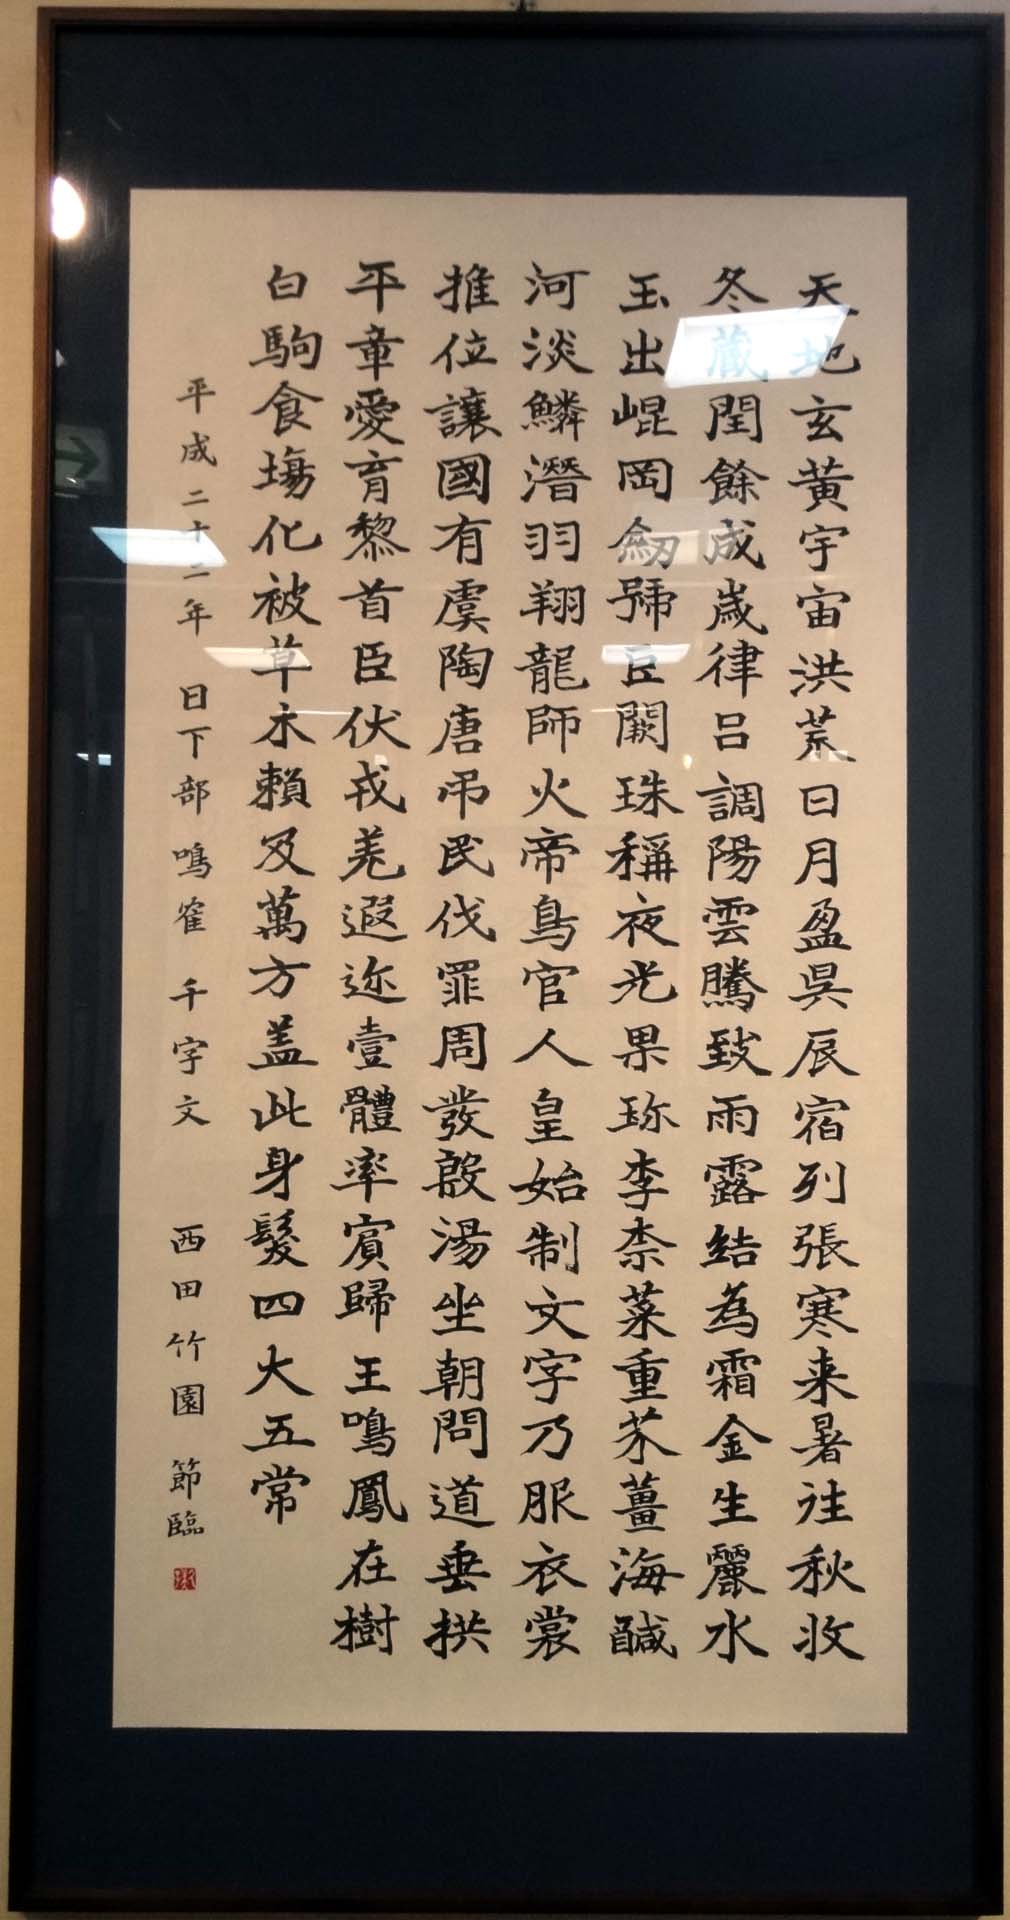 天地玄黄宇宙洪荒日月盈昃辰宿列張寒来暑往秋收
冬蔵閏餘成歳律呂調陽雲騰致雨露結為霜金生麗水
玉出崐岡劔號巨闕珠稱夜光果珎李柰菜重芥薑海鹹
河淡鱗潛羽翔龍師火帝鳥官人皇始制文字乃服衣裳
推位讓國有虞陶唐弔民伐罪周發殷湯坐朝問道垂拱
平章愛育黎首臣伏戎羌遐迩壹體率賓歸王鳴鳳在樹
白駒食場化被草木賴及萬方盖此身髮四大五常
平成二十二年 日下部鳴隺 千字文 西田竹園 節臨